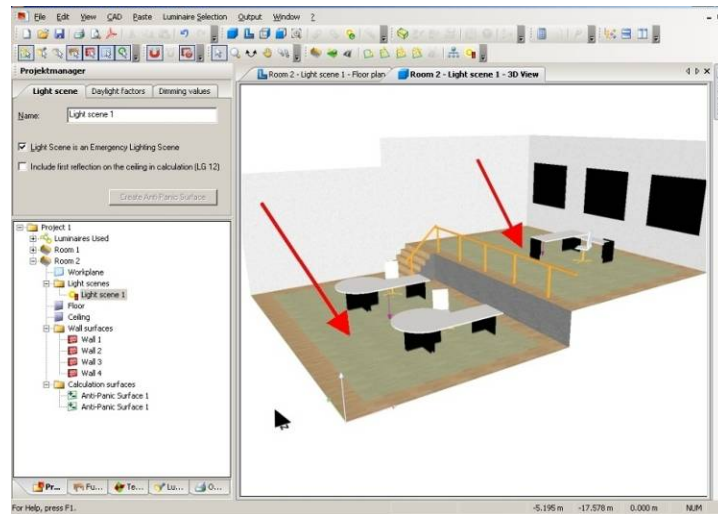 File Edit View CAD Paste Luminaire Selection Output Window ?
Projektmanager
Room 2 - Light scene 1 - Floor plan
Room 2 - Light scene 1 - 3D View
Light scene Daylight factors Dimming values
Name: Light scene 1
Light Scene is an Emergency Lighting Scene
Include first reflection on the ceiling in calculation (LG 12)
Create Anti-Panic Surface
Project 1
Luminaires Used
Room 1
Room 2
Workplane
Light scenes
Light scene 1
Floor
Ceiling
Wall surfaces
Wall 1
Wall 2
Wall 3
Wall 4
Calculation surfaces
Anti-Panic Surface 1
Anti-Panic Surface 1
Pr... Fu... Te... Lu... O...
For Help, press F1.
-5.195 m -17.578 m 0.000 m NUM